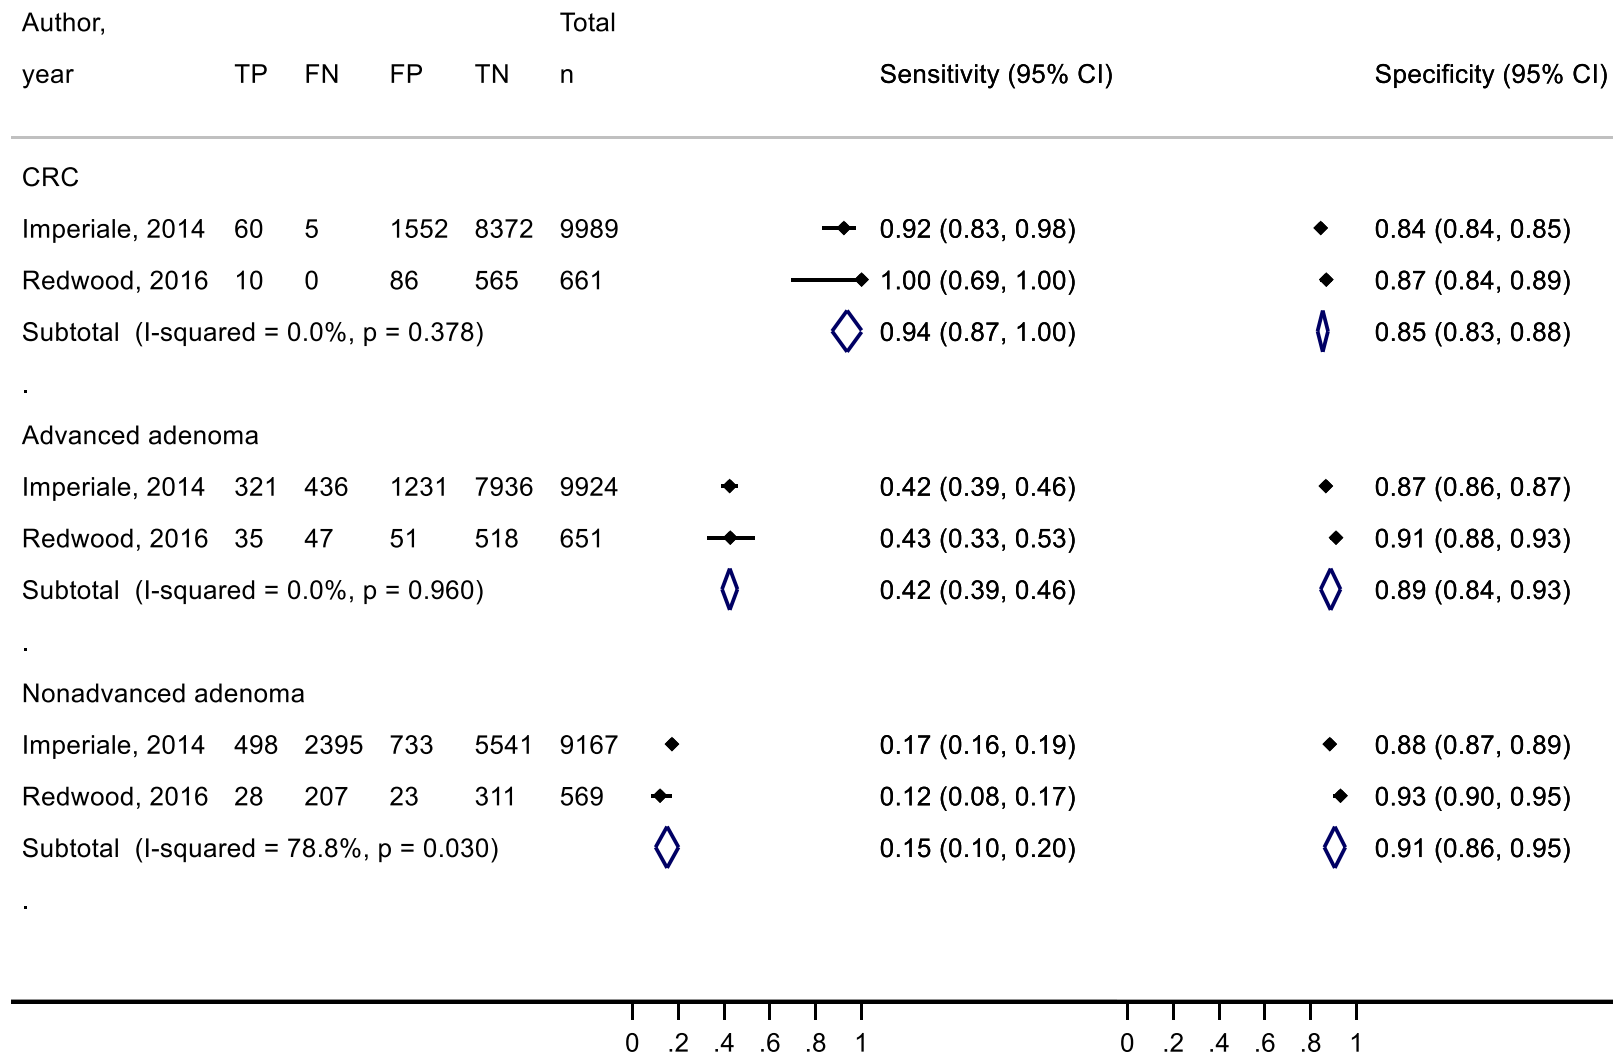 Author, Total
year TP FN FP TN n Sensitivity (95% CI) Specificity (95% CI)
CRC
Imperiale, 2014 60 5 1552 8372 9989 0.92 (0.83, 0.98) 0.84 (0.84, 0.85)
Redwood, 2016 10 0 86 565 661 1.00 (0.69, 1.00) 0.87 (0.84, 0.89)
Subtotal (I-squared = 0.0%, p = 0.378) 0.94 (0.87, 1.00) 0.85 (0.83, 0.88)
.
Advanced adenoma
Imperiale, 2014 321 436 1231 7936 9924 0.42 (0.39, 0.46) 0.87 (0.86, 0.87)
Redwood, 2016 35 47 51 518 651 0.43 (0.33, 0.53) 0.91 (0.88, 0.93)
Subtotal (I-squared = 0.0%, p = 0.960) 0.42 (0.39, 0.46) 0.89 (0.84, 0.93)
.
Nonadvanced adenoma
Imperiale, 2014 498 2395 733 5541 9167 0.17 (0.16, 0.19) 0.88 (0.87, 0.89)
Redwood, 2016 28 207 23 311 569 0.12 (0.08, 0.17) 0.93 (0.90, 0.95)
Subtotal (I-squared = 78.8%, p = 0.030) 0.15 (0.10, 0.20) 0.91 (0.86, 0.95)
.
0 .2 .4 .6 .8 1 0 .2 .4 .6 .8 1